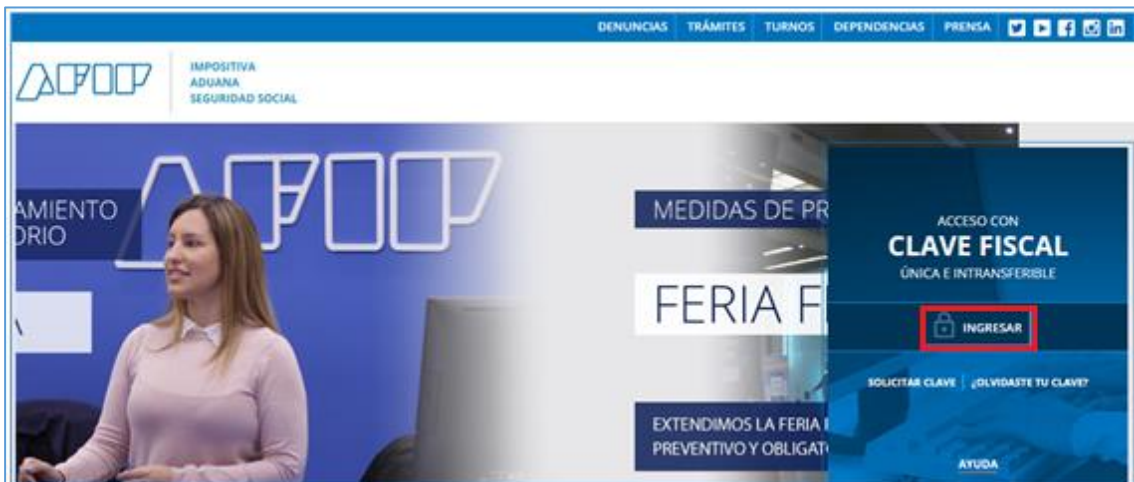 DENUNCIAS TRÁMITES TURNOS DEPENDENCIAS PRENSA
AFIP
IMPOSITIVA
ADUANA
SEGURIDAD SOCIAL
AFIP
AMIENTO
ORIO
MEDIDAS DE PR
FERIA F
EXTENDIMOS LA FERIA
PREVENTIVO Y OBLIGAT
ACCESO CON
CLAVE FISCAL
ÚNICA E INTRANSFERIBLE
INGRESAR
SOLICITAR CLAVE ¿OLVIDASTE TU CLAVE?
AYUDA